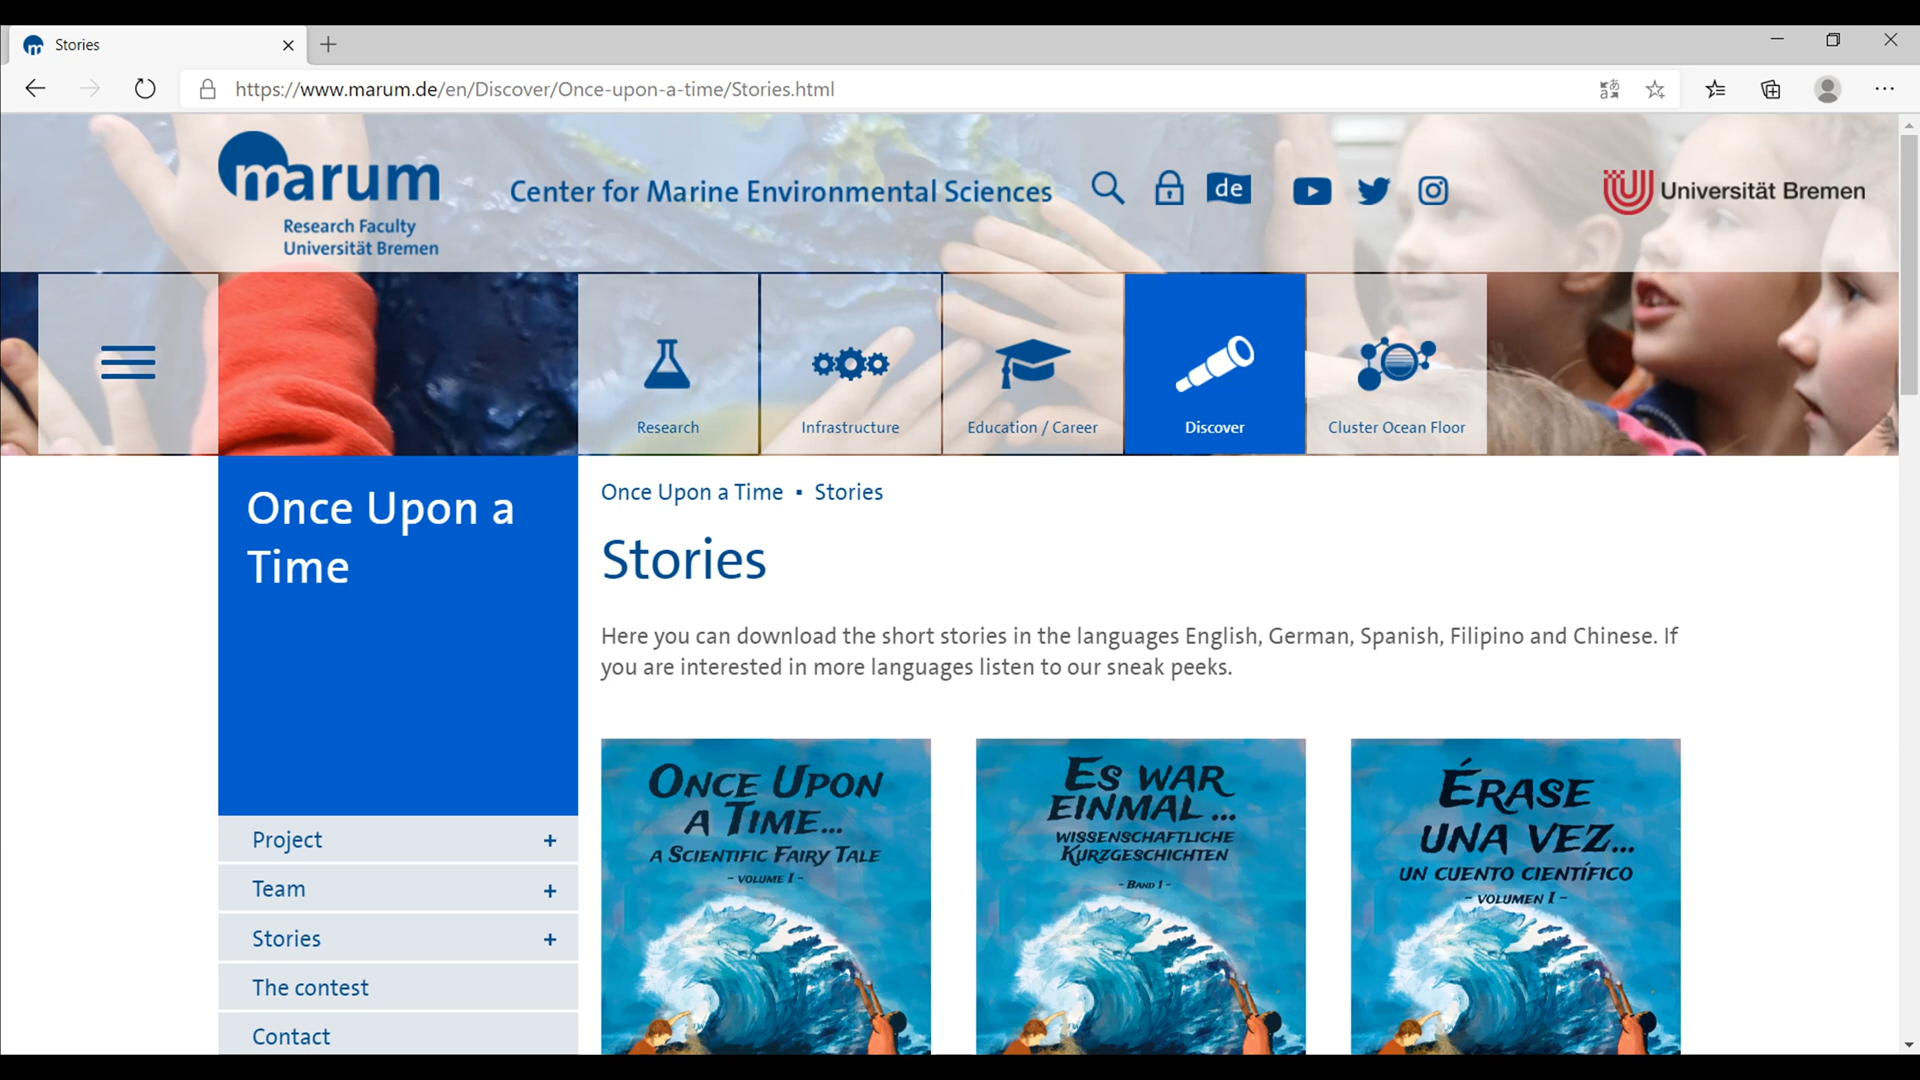 Stories
https://www.marum.de/en/Discover/Once-upon-a-time/Stories.html
marum
Research Faculty
Universität Bremen
Center for Marine Environmental Sciences
de
Universität Bremen
Research
Infrastructure
Education / Career
Discover
Cluster Ocean Floor
Once Upon a
Time
Project +
Team +
Stories +
The contest
Contact
Once Upon a Time ▪ Stories
Stories
Here you can download the short stories in the languages English, German, Spanish, Filipino and Chinese. If
you are interested in more languages listen to our sneak peeks.
ONCE UPON
A TIME...
A SCIENTIFIC FAIRY TALE
- VOLUME I -
ES WAR
EINMAL...
WISSENSCHAFTLICHE
KURZGESCHICHTEN
- BAND 1 -
ÉRASE
UNA VEZ...
UN CUENTO CIENTÍFICO
- VOLUMEN I -